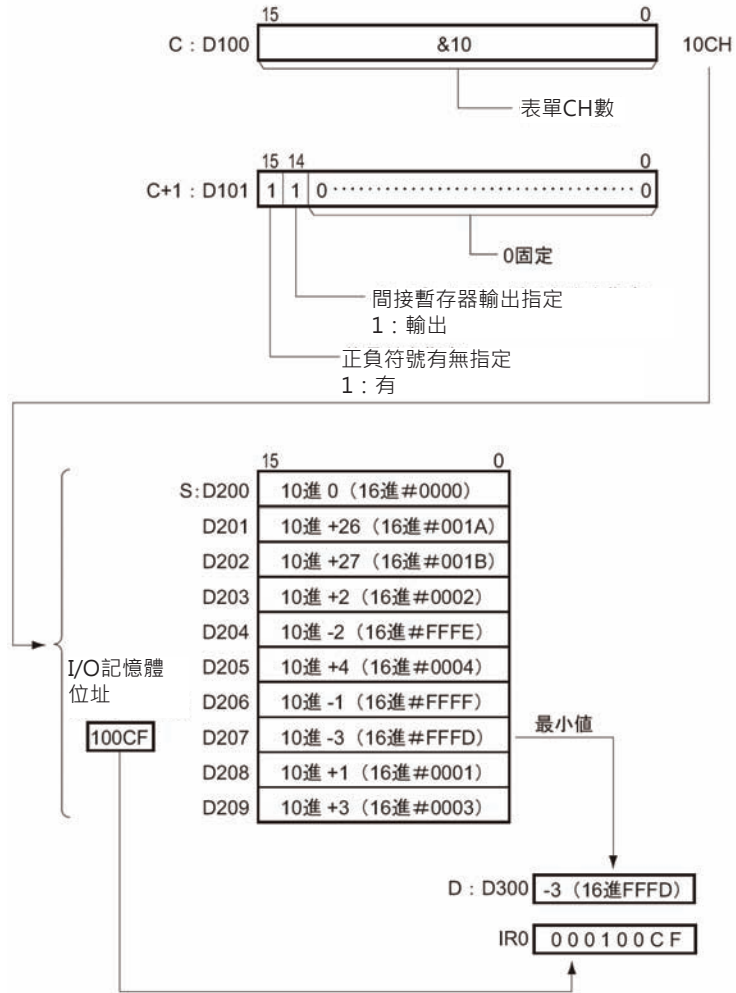 15 0
C：D100 &10 10CH
表單CH數
15 14 0
C+1：D101 1 1 0‥‥‥‥‥‥‥‥‥‥‥‥‥‥‥‥‥0
0固定
間接暫存器輸出指定
1：輸出
正負符號有無指定
1：有
15 0
S:D200 10進 0（16進＃0000）
D201 10進 +26（16進＃001A）
D202 10進 +27（16進＃001B）
D203 10進 +2（16進＃0002）
D204 10進 -2（16進＃FFFE）
D205 10進 +4（16進＃0004）
I/O記憶體
位址
D206 10進 -1（16進＃FFFF）
100CF D207 10進 -3（16進＃FFFD） 最小値
D208 10進 +1（16進＃0001）
D209 10進 +3（16進＃0003）
D：D300 -3（16進FFFD）
IR0 000100CF